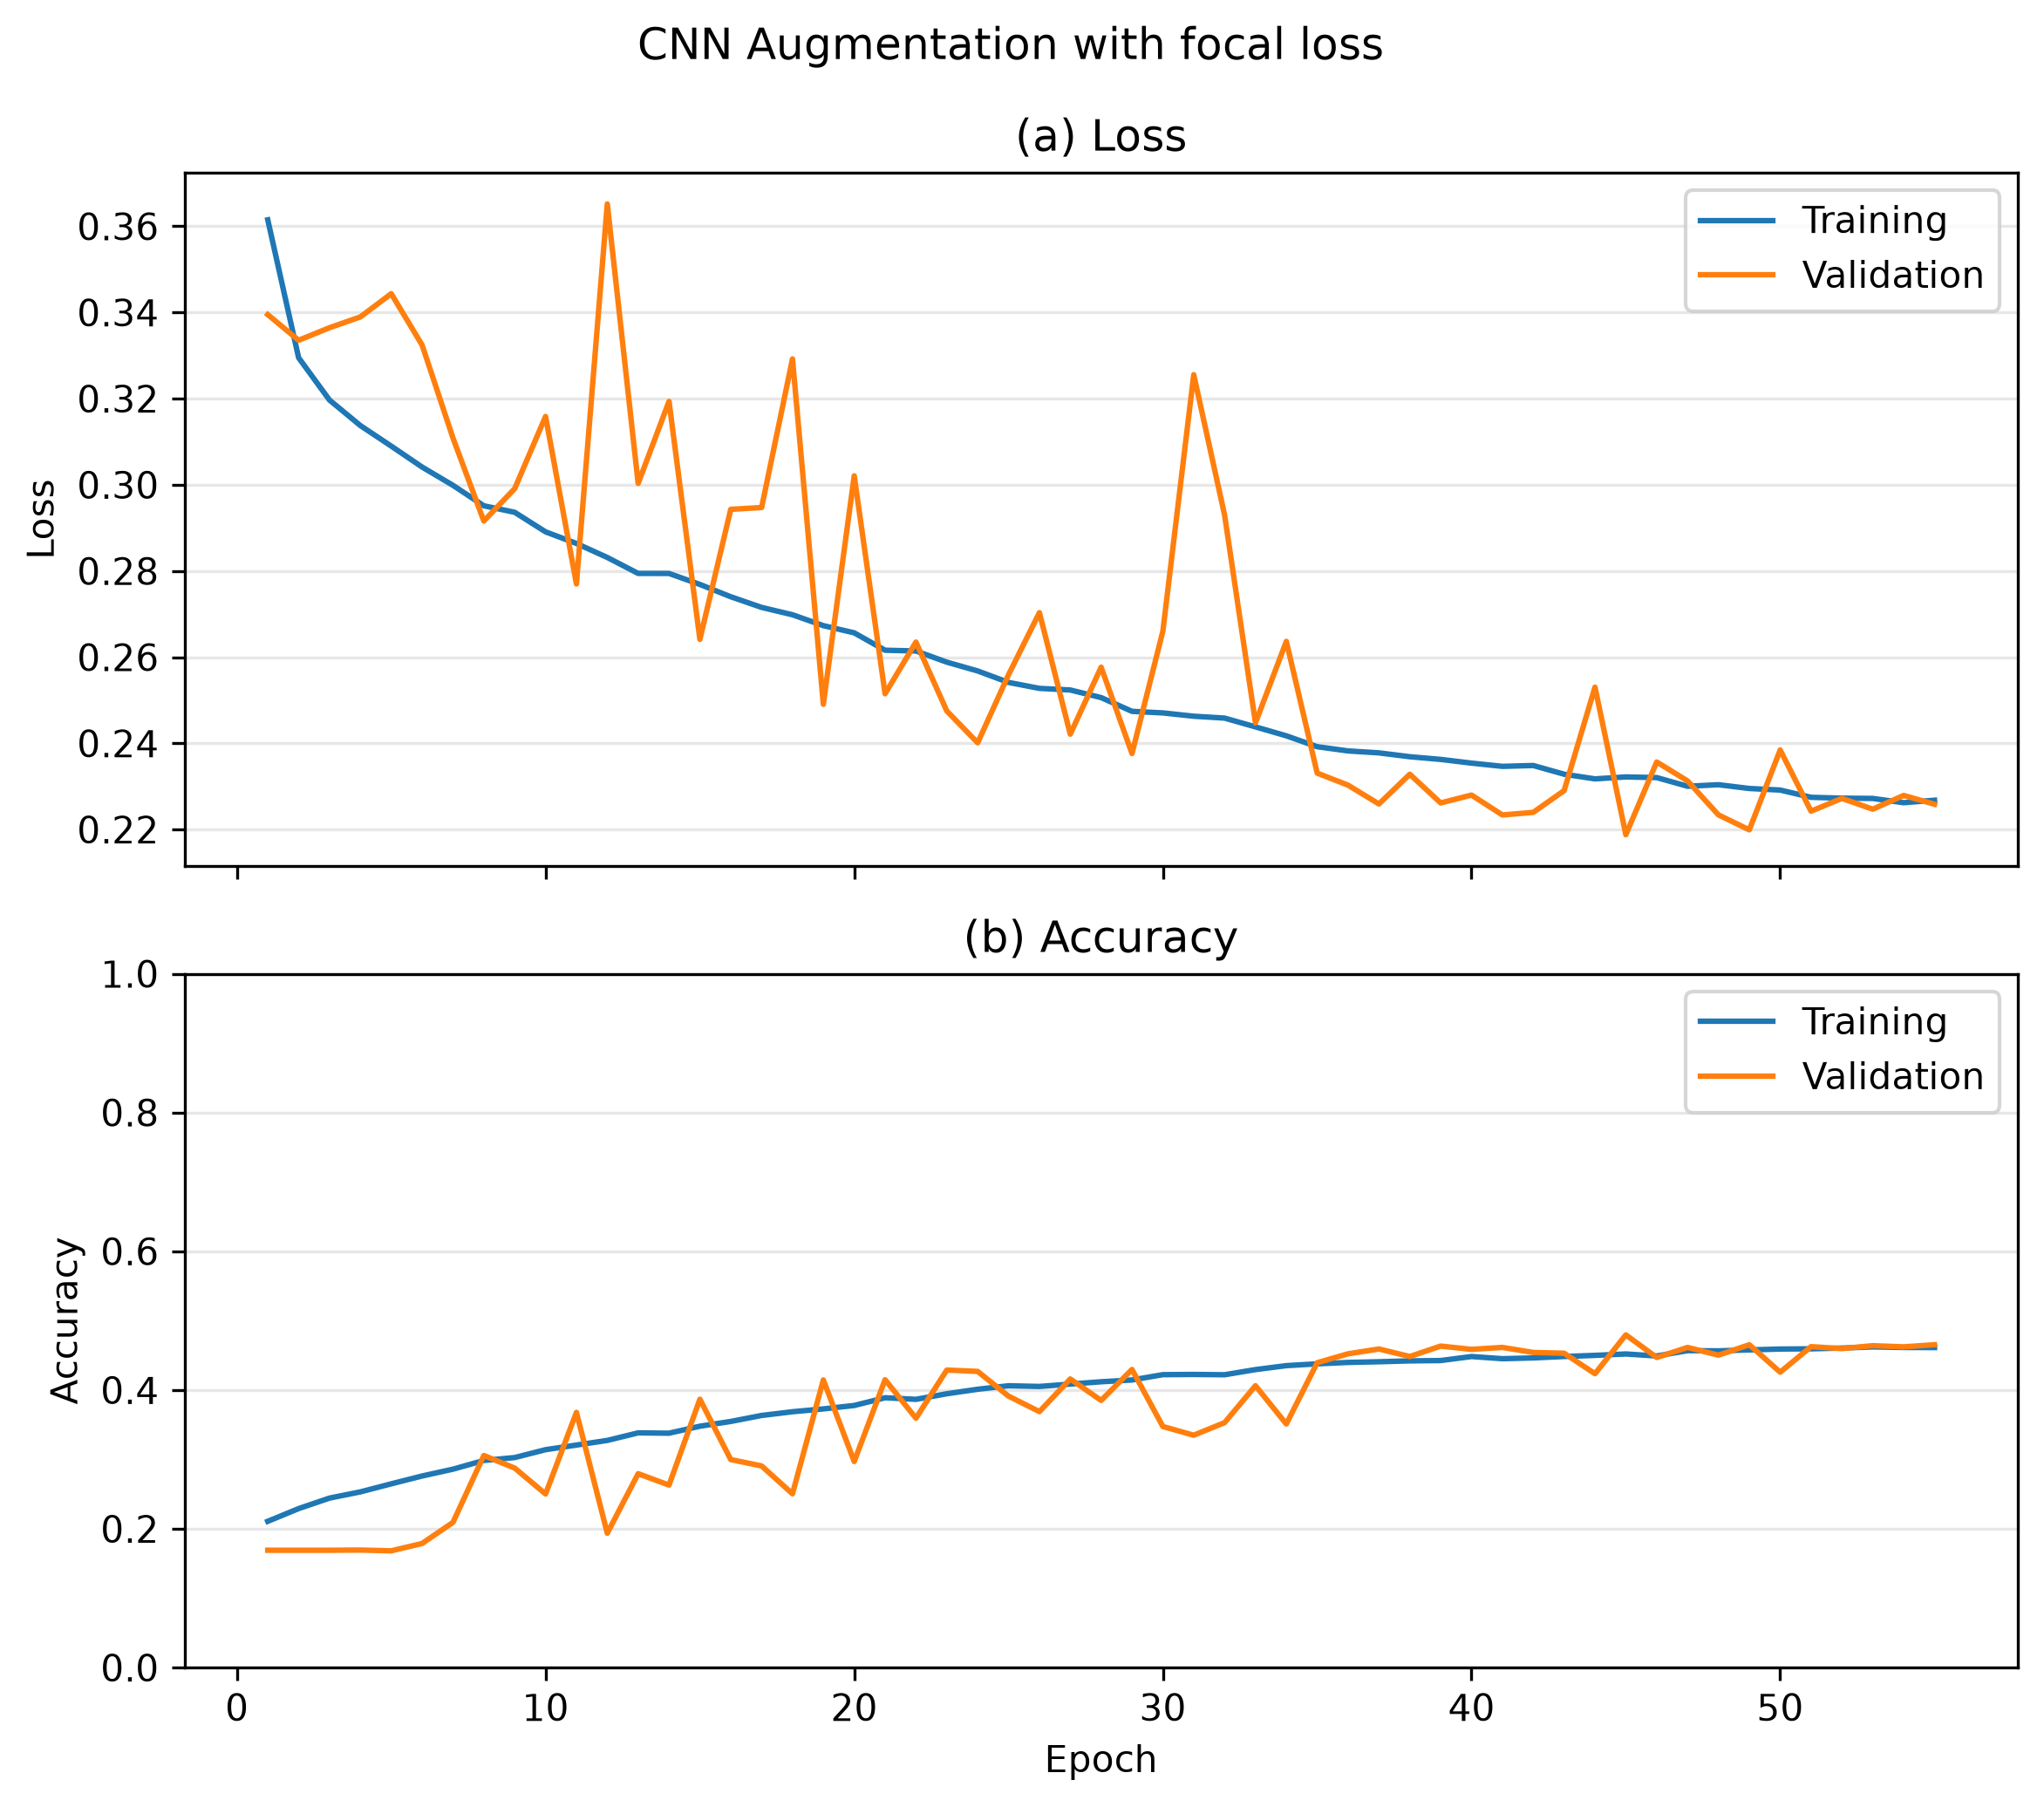 CNN Augmentation with focal loss
(a) Loss
0.36
0.34
0.32
0.30
0.28
0.26
0.24
0.22
Loss
Training
Validation
(b) Accuracy
1.0
0.8
0.6
0.4
0.2
0.0
Accuracy
Training
Validation
0 10 20 30 40 50
Epoch